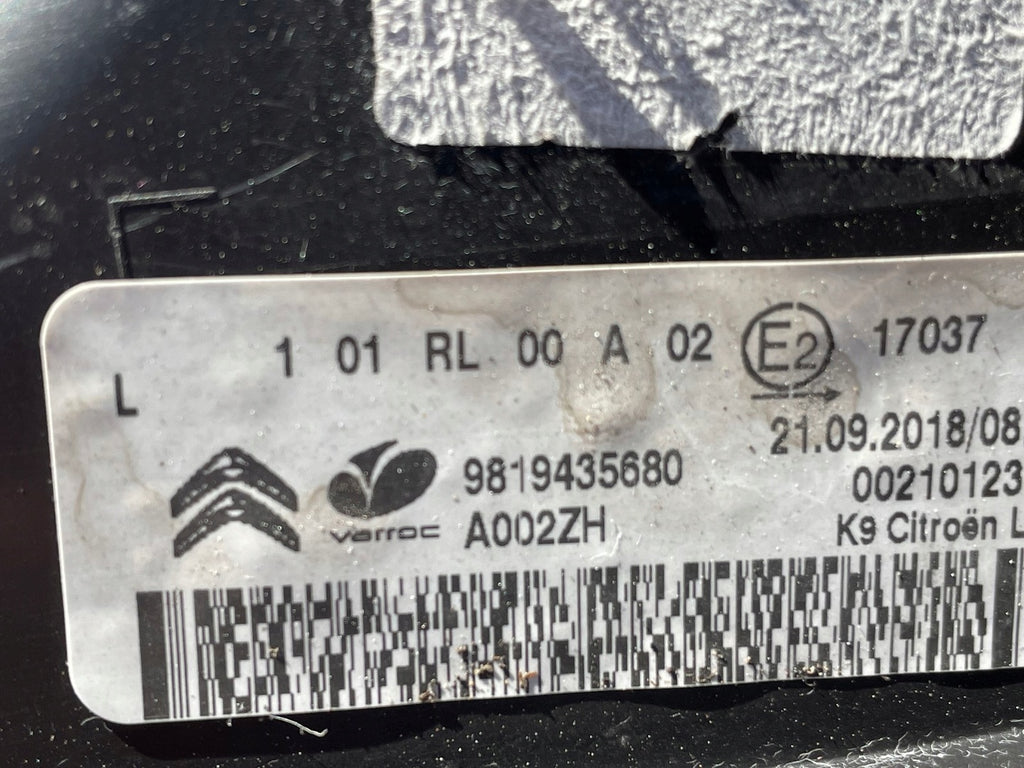 L 1 01 RL 00 A 02 E2 17037
21.09.2018/08
varroc 9819435680 00210123
A002ZH K9 Citroën L